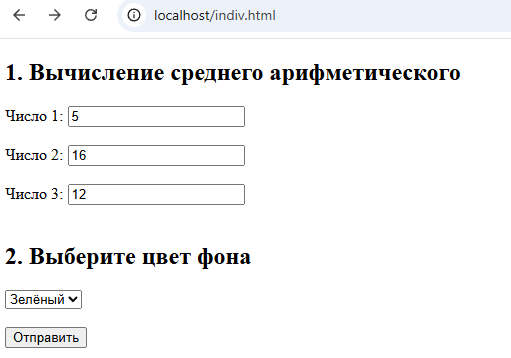 localhost/indiv.html
1. Вычисление среднего арифметического
Число 1: 5
Число 2: 16
Число 3: 12
2. Выберите цвет фона
Зелёный
Отправить